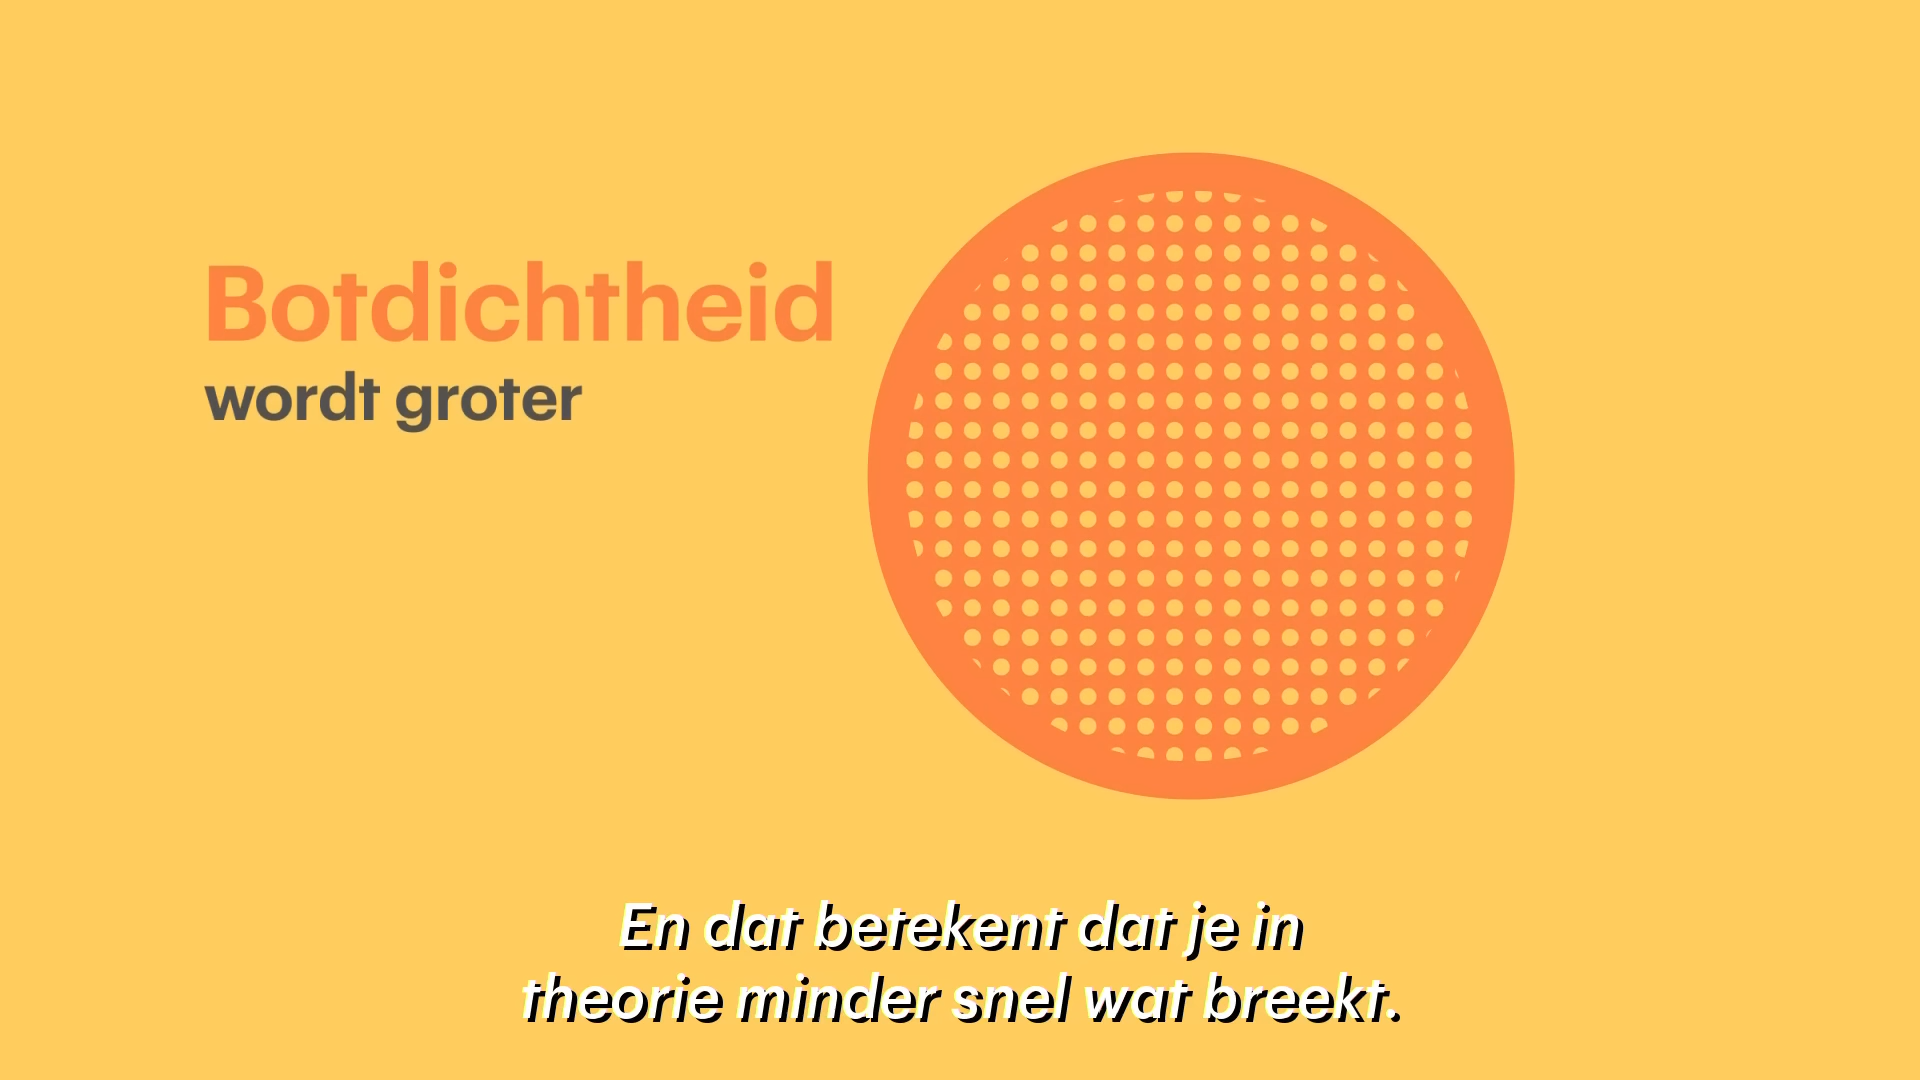 Botdichtheid
wordt groter
En dat betekent dat je in
theorie minder snel wat breekt.